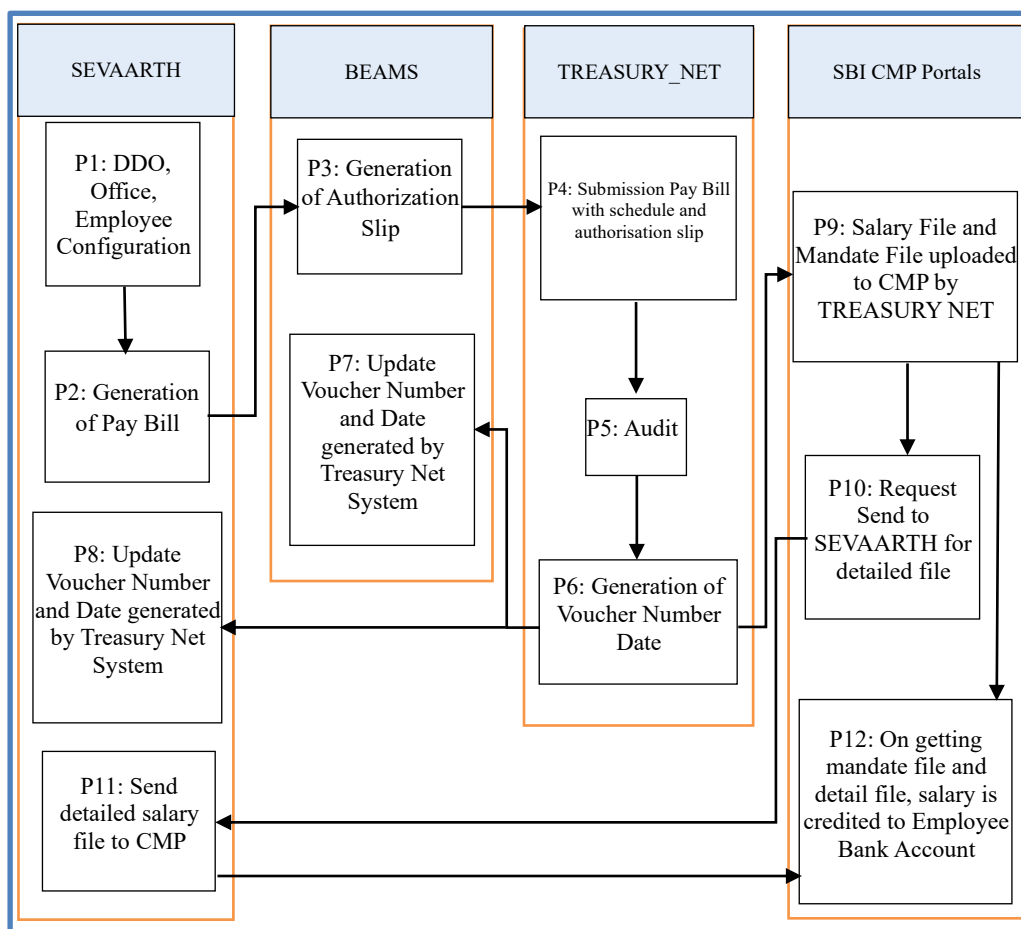 SEVAARTH
BEAMS
TREASURY_NET
SBI CMP Portals
P1: DDO,
Office,
Employee
Configuration
P2: Generation
of Pay Bill
P3: Generation
of Authorization
Slip
P4: Submission Pay Bill
with schedule and
authorisation slip
P5: Audit
P6: Generation of
Voucher Number
Date
P7: Update
Voucher Number
and Date
generated by
Treasury Net
System
P8: Update
Voucher Number
and Date generated
by Treasury Net
System
P9: Salary File and
Mandate File uploaded
to CMP by
TREASURY NET
P10: Request
Send to
SEVAARTH for
detailed file
P11: Send
detailed salary
file to CMP
P12: On getting
mandate file and
detail file, salary is
credited to Employee
Bank Account